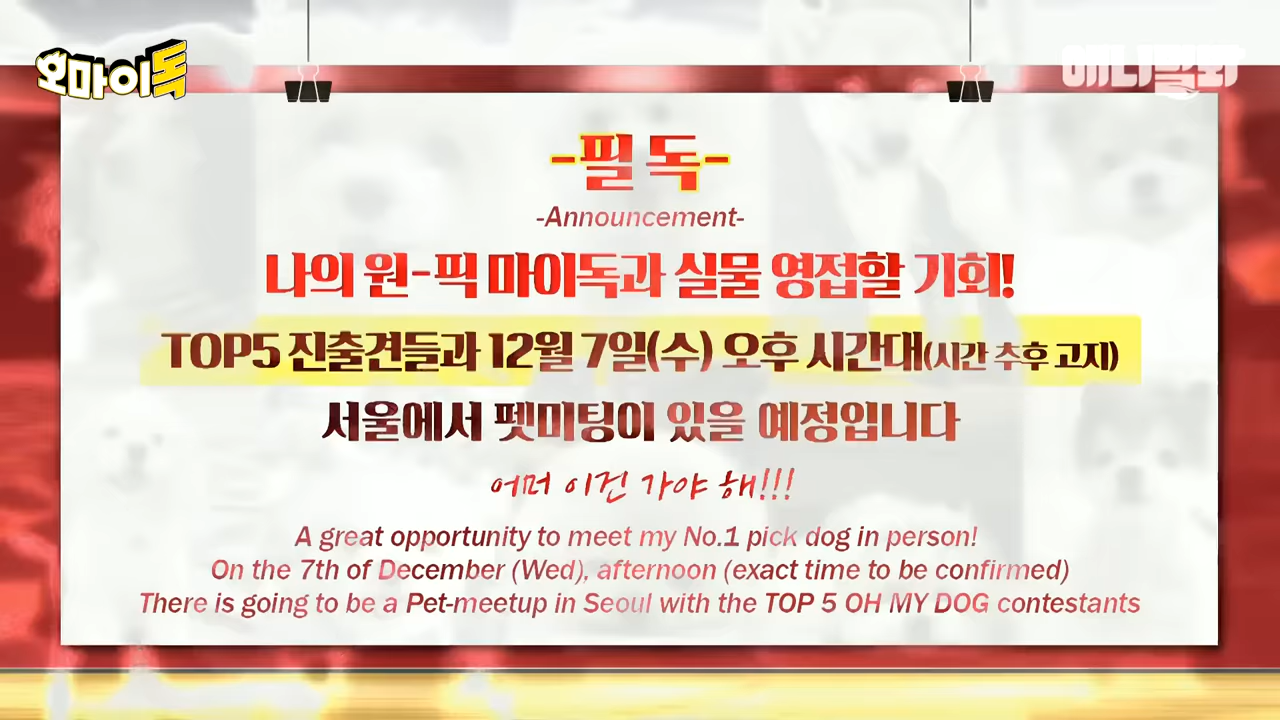 오마이독
애니멀봐
-필 독-
-Announcement-
나의 원-픽 마이독과 실물 영접할 기회!
TOP5 진출견들과 12월 7일(수) 오후 시간대(시간 추후 고지)
서울에서 펫미팅이 있을 예정입니다
어머 이건 가야 해!!!
A great opportunity to meet my No.1 pick dog in person!
On the 7th of December (Wed), afternoon (exact time to be confirmed)
There is going to be a Pet-meetup in Seoul with the TOP 5 OH MY DOG contestants